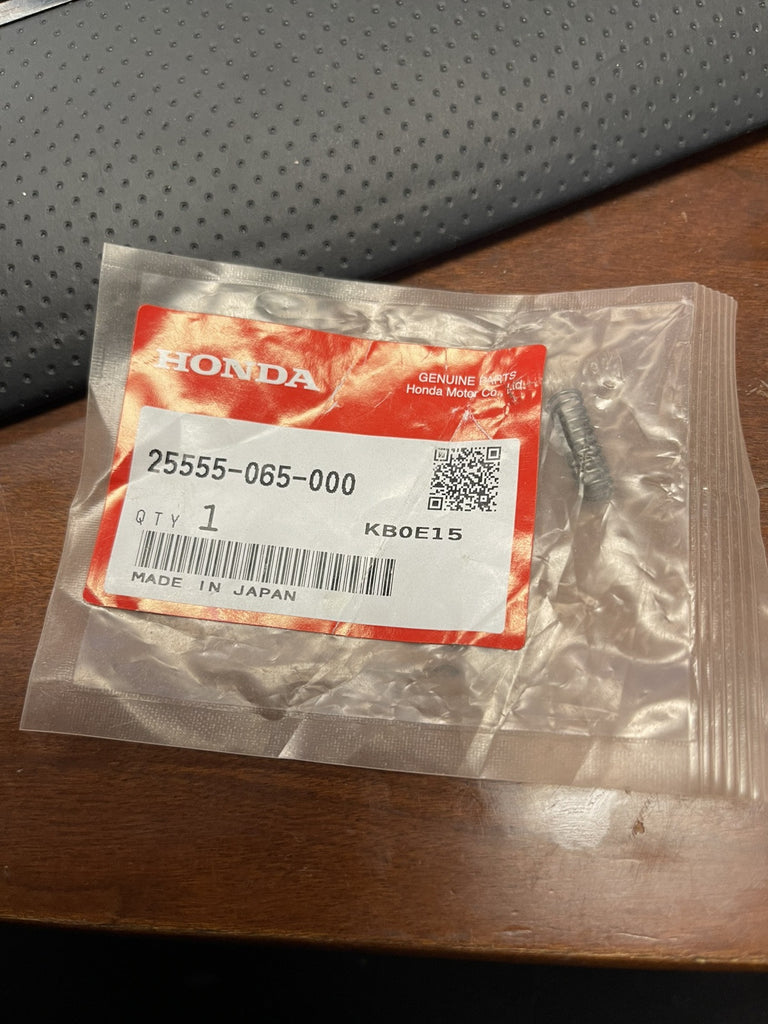 HONDA
GENUINE PARTS
Honda Motor Co., Ltd.
25555-065-000
QTY 1
KB0E15
MADE IN JAPAN